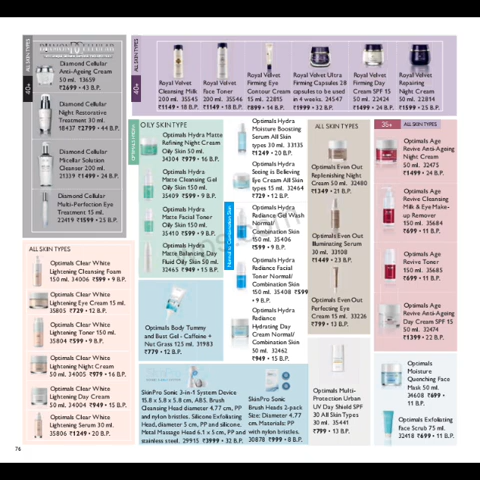 ALL SKIN TYPES
40+
Diamond Cellular
Anti-Ageing Cream
50 ml. 13659
₹2699 • 43 B.P.
Diamond Cellular
Night Restorative
Treatment 30 ml.
18437 ₹2799 • 44 B.P.
Diamond Cellular
Micellar Solution
Cleanser 200 ml.
21379 ₹1499 • 24 B.P.
Diamond Cellular
Multi-Perfection Eye
Treatment 15 ml.
22419 ₹1599 • 25 B.P.
ALL SKIN TYPES
40+
Royal Velvet
Cleansing Milk
200 ml. 35545
₹1149 • 18 B.P.
Royal Velvet
Face Toner
200 ml. 35546
₹1149 • 18 B.P.
Royal Velvet
Firming Eye
Contour Cream
15 ml. 22815
₹899 • 14 B.P.
Royal Velvet Ultra
Firming Capsules 28
capsules to be used
in 4 weeks. 24547
₹1999 • 32 B.P.
Royal Velvet
Firming Day
Cream SPF 15
50 ml. 22424
₹1499 • 24 B.P.
Royal Velvet
Repairing
Night Cream
50 ml. 22814
₹1599 • 25 B.P.
OPTIMALS HYDRA
OILY SKIN TYPE
Optimals Hydra Matte
Refining Night Cream
Oily Skin 50 ml.
34304 ₹979 • 16 B.P.
Optimals Hydra
Matte Cleansing Gel
Oily Skin 150 ml.
35409 ₹599 • 9 B.P.
Optimals Hydra
Matte Facial Toner
Oily Skin 150 ml.
35410 ₹599 • 9 B.P.
Optimals Hydra
Matte Balancing Day
Fluid Oily Skin 50 ml.
32465 ₹949 • 15 B.P.
Optimals Hydra
Moisture Boosting
Serum All Skin
types 30 ml. 33135
₹1249 • 20 B.P.
Optimals Hydra
Seeing is Believing
Eye Cream All Skin
types 15 ml. 32464
₹729 • 12 B.P.
Normal to Combination Skin
Optimals Hydra
Radiance Gel Wash
Normal/
Combination Skin
150 ml. 35406
₹599 • 9 B.P.
Optimals Hydra
Radiance Facial
Toner Normal/
Combination Skin
150 ml. 35408 ₹599
• 9 B.P.
Optimals Hydra
Radiance
Hydrating Day
Cream Normal/
Combination Skin
50 ml. 32462
₹949 • 15 B.P.
ALL SKIN TYPES
Optimals Even Out
Replenishing Night
Cream 50 ml. 32480
₹1349 • 21 B.P.
Optimals Even Out
Illuminating Serum
30 ml. 33108
₹1449 • 23 B.P.
Optimals Even Out
Perfecting Eye
Cream 15 ml. 33226
₹799 • 13 B.P.
35+ ALL SKIN TYPES
Optimals Age
Revive Anti-Ageing
Night Cream
50 ml. 32475
₹1499 • 24 B.P.
Optimals Age
Revive Cleansing
Milk & Eye Make-
up Remover
150 ml. 35684
₹699 • 11 B.P.
Optimals Age
Revive Toner
150 ml. 35685
₹699 • 11 B.P.
Optimals Age
Revive Anti-Ageing
Day Cream SPF 15
50 ml. 32474
₹1399 • 22 B.P.
ALL SKIN TYPES
Optimals Clear White
Lightening Cleansing Foam
150 ml. 34006 ₹599 • 9 B.P.
Optimals Clear White
Lightening Eye Cream 15 ml.
35805 ₹729 • 12 B.P.
Optimals Clear White
Lightening Toner 150 ml.
35804 ₹599 • 9 B.P.
Optimals Clear White
Lightening Night Cream
50 ml. 34005 ₹979 • 16 B.P.
Optimals Clear White
Lightening Day Cream
50 ml. 34004 ₹949 • 15 B.P.
Optimals Clear White
Lightening Serum 30 ml.
35806 ₹1249 • 20 B.P.
Optimals Body Tummy
and Bust Gel - Caffeine +
Nut Grass 125 ml. 31983
₹779 • 12 B.P.
SkinPro
SkinPro Sonic 3-in-1 System Device
15.8 x 5.8 x 5.8 cm, ABS. Brush
Cleansing Head diameter 4.77 cm, PP
and nylon bristles. Silicone Exfoliating
Head, diameter 5 cm, PP and silicone.
Metal Massage Head 6.1 x 5 cm, PP and
stainless steel. 29915 ₹3999 • 32 B.P.
SkinPro Sonic
Brush Heads 2-pack
Size: Diameter 4.77
cm. Materials: PP
with nylon bristles.
30878 ₹999 • 8 B.P.
Optimals Multi-
Protection Urban
UV Day Shield SPF
30 All Skin Types
30 ml. 35441
₹799 • 13 B.P.
Optimals
Moisture
Quenching Face
Mask 50 ml.
34608 ₹699 •
11 B.P.
Optimals Exfoliating
Face Scrub 75 ml.
32418 ₹699 • 11 B.P.
76